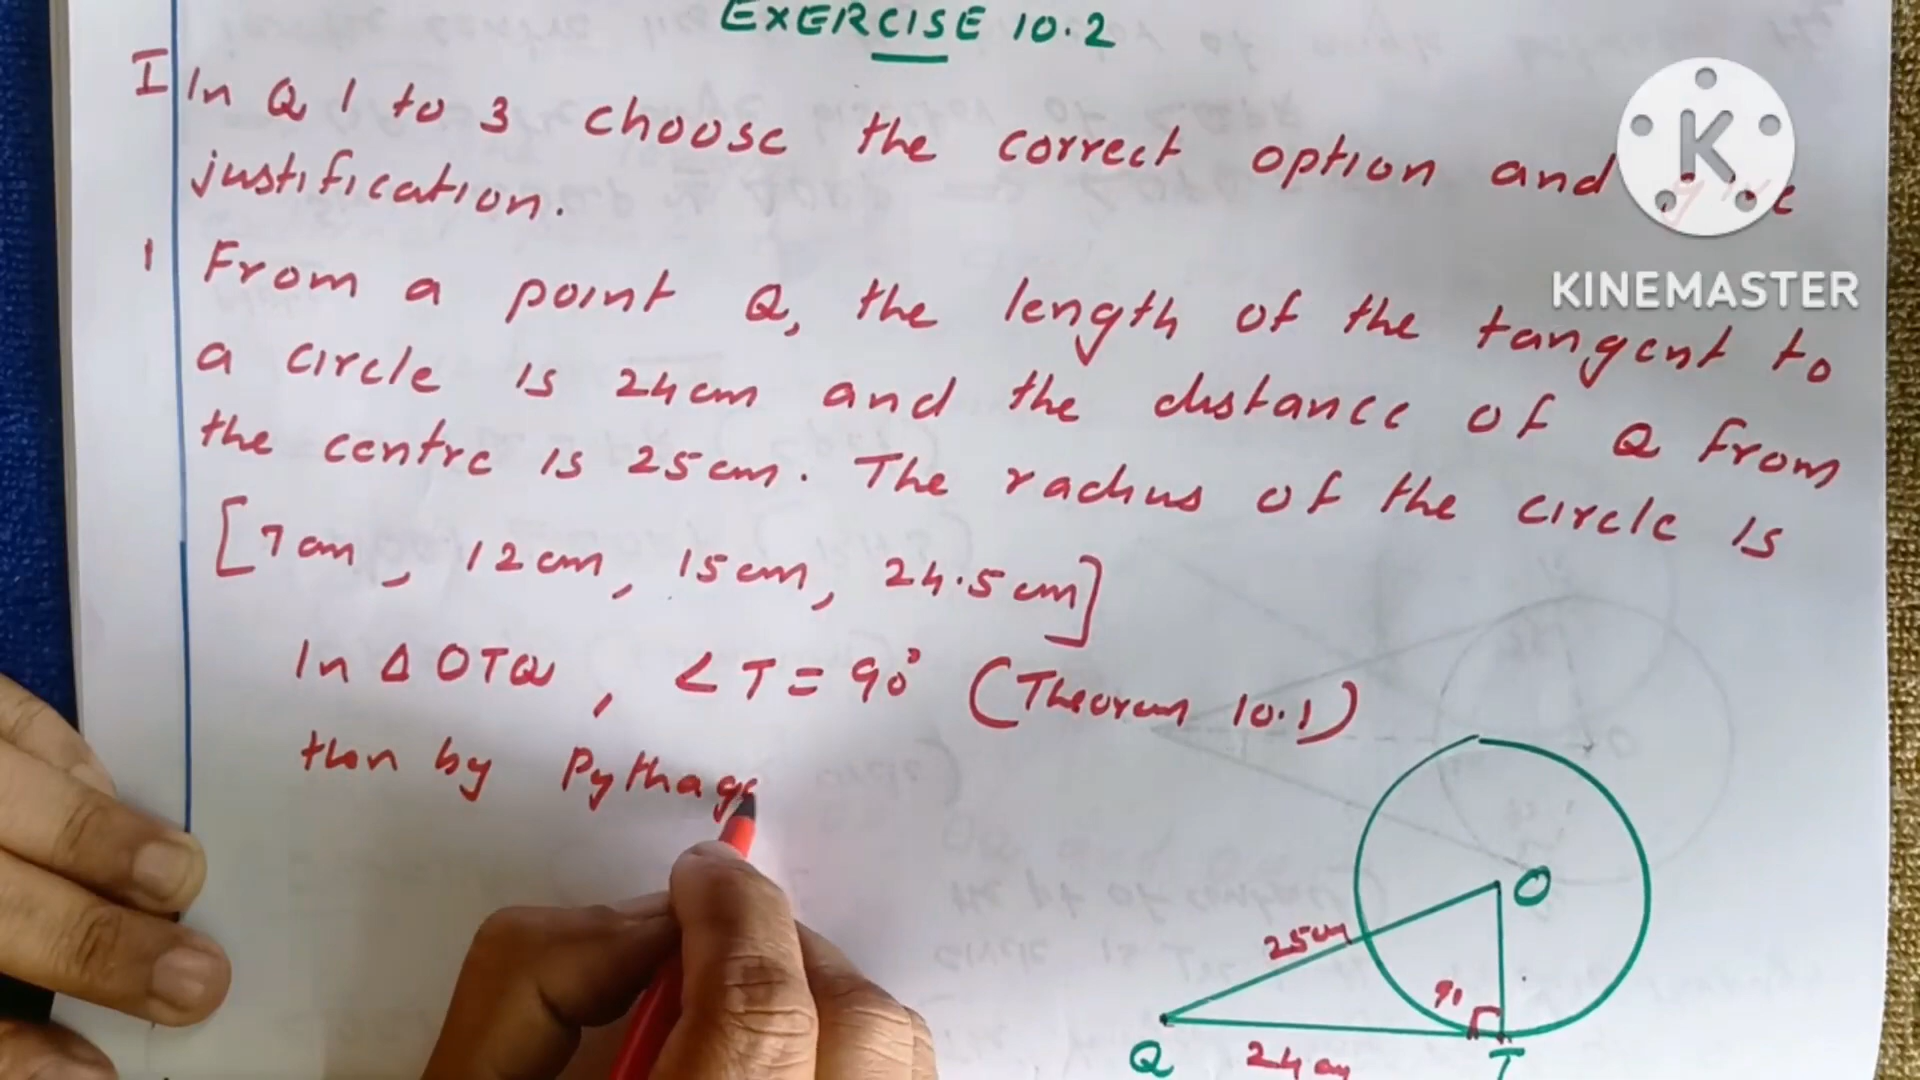 EXERCISE 10.2
I In Q 1 to 3 choose the correct option and give
justification.
1 From a point Q, the length of the tangent to
a circle is 24cm and the distance of Q from
the centre is 25cm. The radius of the circle is
[7cm, 12cm, 15cm, 24.5cm]
In Δ OTQ, <T = 90° (Theorem 10.1)
then by Pythago
K
KINEMASTER
O
25cm
90
Q 24cm T